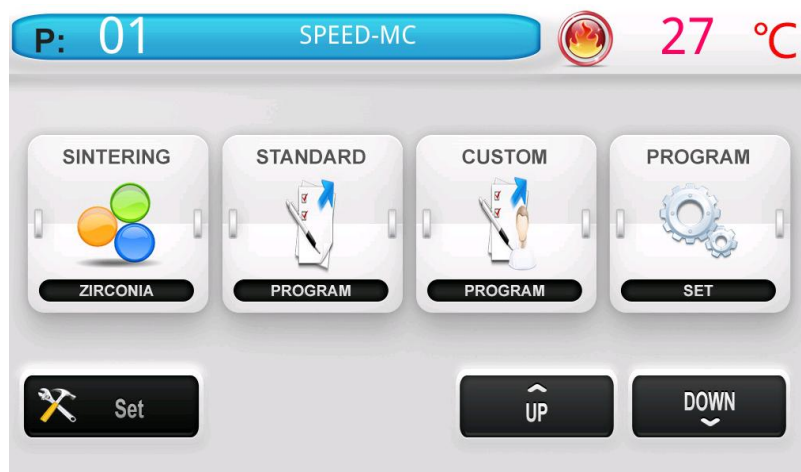 P: 01 SPEED-MC 27 °C
SINTERING STANDARD CUSTOM PROGRAM
ZIRCONIA PROGRAM PROGRAM SET
Set UP DOWN